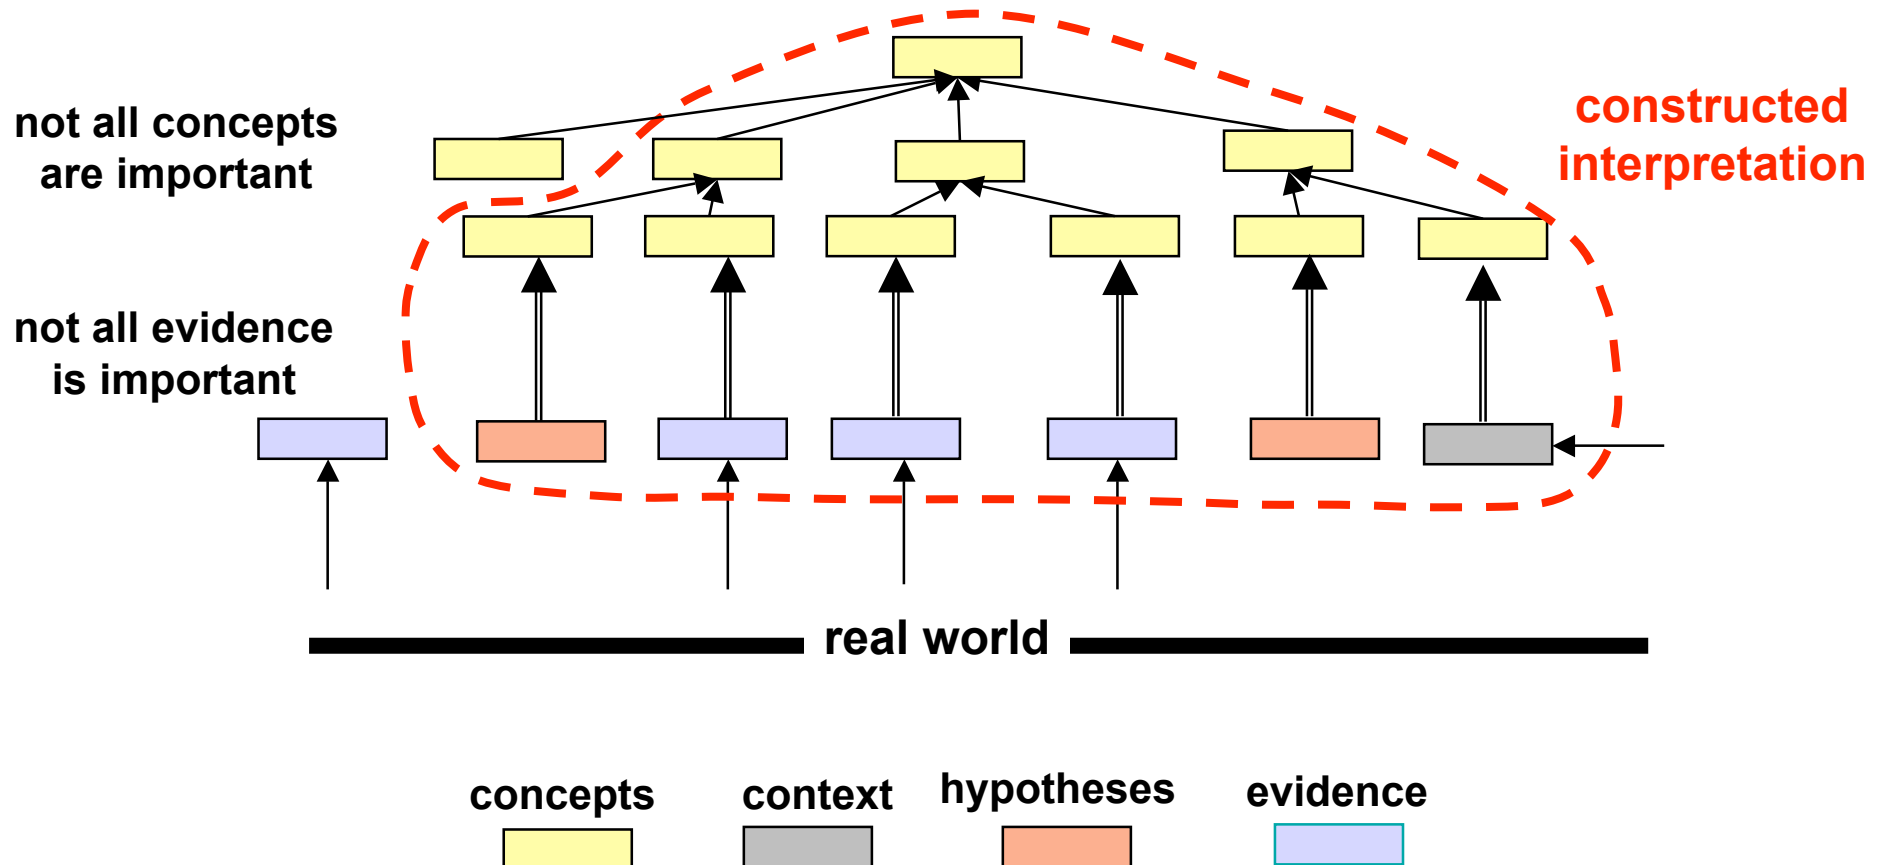 not all concepts
are important
constructed
interpretation
not all evidence
is important
real world
concepts
context
hypotheses
evidence